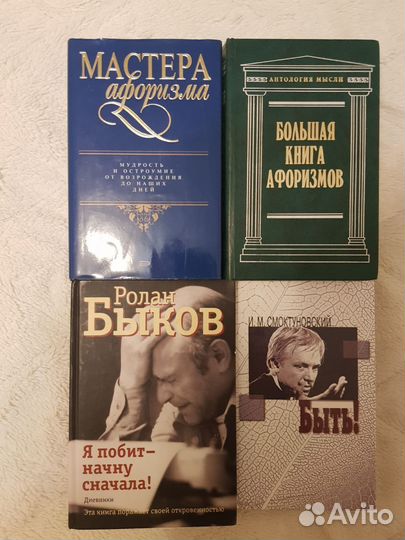 МАСТЕРА
афоризма
МУДРОСТЬ
И ОСТРОУМИЕ
ОТ ВОЗРОЖДЕНИЯ
ДО НАШИХ
ДНЕЙ
АНТОЛОГИЯ МЫСЛИ
БОЛЬШАЯ
КНИГА
АФОРИЗМОВ
Ролан
Быков
Я побит–
начну
сначала!
Дневники
Эта книга поражает своей откровенностью
И. М. СМОКТУНОВСКИЙ
Быть!
Avito